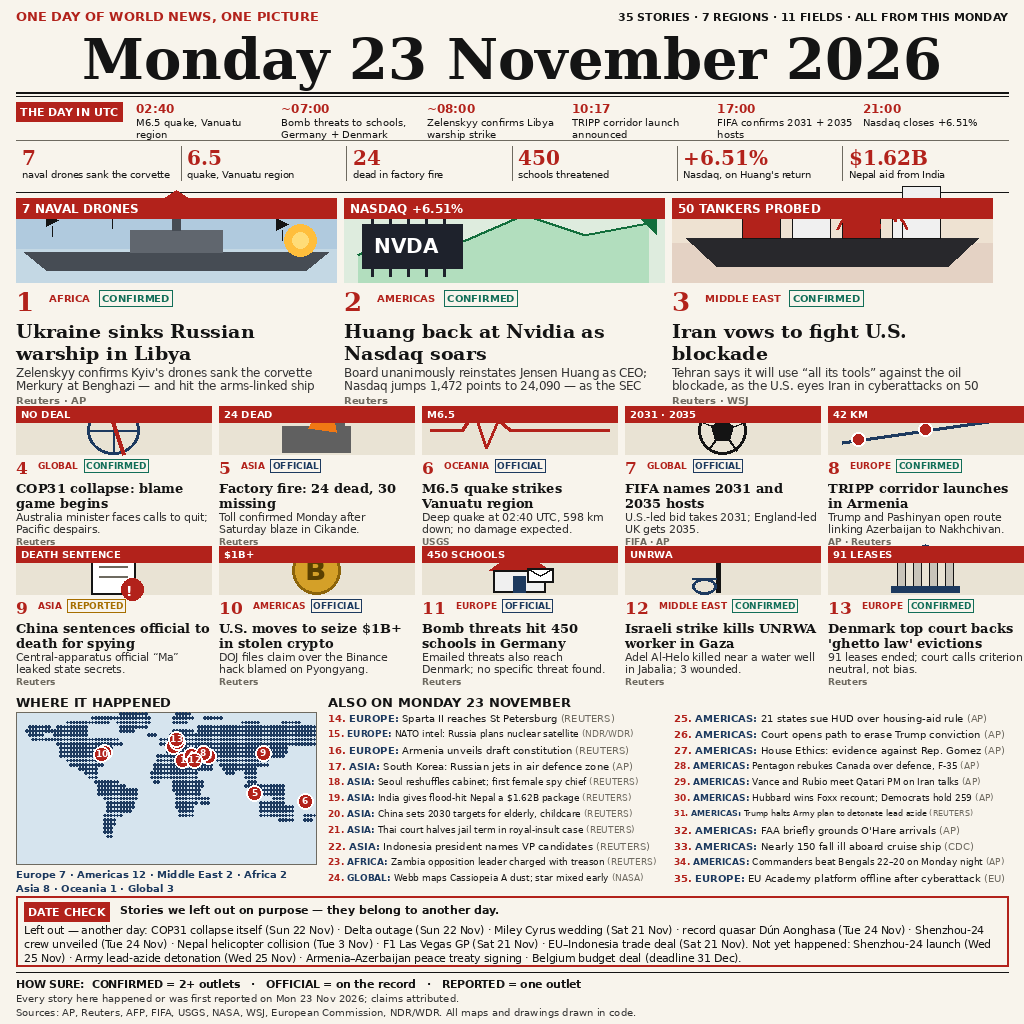 ONE DAY OF WORLD NEWS, ONE PICTURE
35 STORIES · 7 REGIONS · 11 FIELDS · ALL FROM THIS MONDAY
Monday 23 November 2026
THE DAY IN UTC
02:40
M6.5 quake, Vanuatu
region
~07:00
Bomb threats to schools,
Germany + Denmark
~08:00
Zelenskyy confirms Libya
warship strike
10:17
TRIPP corridor launch
announced
17:00
FIFA confirms 2031 + 2035
hosts
21:00
Nasdaq closes +6.51%
7
naval drones sank the corvette
6.5
quake, Vanuatu region
24
dead in factory fire
450
schools threatened
+6.51%
Nasdaq, on Huang's return
$1.62B
Nepal aid from India
7 NAVAL DRONES
1 AFRICA CONFIRMED
Ukraine sinks Russian
warship in Libya
Zelenskyy confirms Kyiv's drones sank the corvette
Merkury at Benghazi — and hit the arms-linked ship
Reuters · AP
NASDAQ +6.51%
NVDA
2 AMERICAS CONFIRMED
Huang back at Nvidia as
Nasdaq soars
Board unanimously reinstates Jensen Huang as CEO;
Nasdaq jumps 1,472 points to 24,090 — as the SEC
Reuters
50 TANKERS PROBED
3 MIDDLE EAST CONFIRMED
Iran vows to fight U.S.
blockade
Tehran says it will use “all its tools” against the oil
blockade, as the U.S. eyes Iran in cyberattacks on 50
Reuters · WSJ
NO DEAL
4 GLOBAL CONFIRMED
COP31 collapse: blame
game begins
Australia minister faces calls to quit;
Pacific despairs.
Reuters
24 DEAD
5 ASIA OFFICIAL
Factory fire: 24 dead, 30
missing
Toll confirmed Monday after
Saturday blaze in Cikande.
Reuters
M6.5
6 OCEANIA OFFICIAL
M6.5 quake strikes
Vanuatu region
Deep quake at 02:40 UTC, 598 km
down; no damage expected.
USGS
2031 · 2035
7 GLOBAL OFFICIAL
FIFA names 2031 and
2035 hosts
U.S.-led bid takes 2031; England-led
UK gets 2035.
FIFA · AP
42 KM
8 EUROPE CONFIRMED
TRIPP corridor launches
in Armenia
Trump and Pashinyan open route
linking Azerbaijan to Nakhchivan.
AP · Reuters
DEATH SENTENCE
!
9 ASIA REPORTED
China sentences official to
death for spying
Central-apparatus official “Ma”
leaked state secrets.
Reuters
$1B+
B
10 AMERICAS OFFICIAL
U.S. moves to seize $1B+
in stolen crypto
DOJ files claim over the Binance
hack blamed on Pyongyang.
Reuters
450 SCHOOLS
11 EUROPE OFFICIAL
Bomb threats hit 450
schools in Germany
Emailed threats also reach
Denmark; no specific threat found.
Reuters
UNRWA
12 MIDDLE EAST CONFIRMED
Israeli strike kills UNRWA
worker in Gaza
Adel Al-Helo killed near a water well
in Jabalia; 3 wounded.
Reuters
91 LEASES
13 EUROPE CONFIRMED
Denmark top court backs
'ghetto law' evictions
91 leases ended; court calls criterion
neutral, not bias.
Reuters
WHERE IT HAPPENED
10
13
12
8
9
5
6
Europe 7 · Americas 12 · Middle East 2 · Africa 2
Asia 8 · Oceania 1 · Global 3
ALSO ON MONDAY 23 NOVEMBER
14. EUROPE: Sparta II reaches St Petersburg (REUTERS)
15. EUROPE: NATO intel: Russia plans nuclear satellite (NDR/WDR)
16. EUROPE: Armenia unveils draft constitution (REUTERS)
17. ASIA: South Korea: Russian jets in air defence zone (AP)
18. ASIA: Seoul reshuffles cabinet; first female spy chief (REUTERS)
19. ASIA: India gives flood-hit Nepal a $1.62B package (REUTERS)
20. ASIA: China sets 2030 targets for elderly, childcare (REUTERS)
21. ASIA: Thai court halves jail term in royal-insult case (REUTERS)
22. ASIA: Indonesia president names VP candidates (REUTERS)
23. AFRICA: Zambia opposition leader charged with treason (REUTERS)
24. GLOBAL: Webb maps Cassiopeia A dust; star mixed early (NASA)
25. AMERICAS: 21 states sue HUD over housing-aid rule (AP)
26. AMERICAS: Court opens path to erase Trump conviction (AP)
27. AMERICAS: House Ethics: evidence against Rep. Gomez (AP)
28. AMERICAS: Pentagon rebukes Canada over defence, F-35 (AP)
29. AMERICAS: Vance and Rubio meet Qatari PM on Iran talks (AP)
30. AMERICAS: Hubbard wins Foxx recount; Democrats hold 259 (AP)
31. AMERICAS: Trump halts Army plan to detonate lead azide (REUTERS)
32. AMERICAS: FAA briefly grounds O'Hare arrivals (AP)
33. AMERICAS: Nearly 150 fall ill aboard cruise ship (CDC)
34. AMERICAS: Commanders beat Bengals 22–20 on Monday night (AP)
35. EUROPE: EU Academy platform offline after cyberattack (EU)
DATE CHECK
Stories we left out on purpose — they belong to another day.
Left out — another day: COP31 collapse itself (Sun 22 Nov) · Delta outage (Sun 22 Nov) · Miley Cyrus wedding (Sat 21 Nov) · record quasar Dún Aonghasa (Tue 24 Nov) · Shenzhou-24
crew unveiled (Tue 24 Nov) · Nepal helicopter collision (Tue 3 Nov) · F1 Las Vegas GP (Sat 21 Nov) · EU–Indonesia trade deal (Sat 21 Nov). Not yet happened: Shenzhou-24 launch (Wed
25 Nov) · Army lead-azide detonation (Wed 25 Nov) · Armenia–Azerbaijan peace treaty signing · Belgium budget deal (deadline 31 Dec).
HOW SURE: CONFIRMED = 2+ outlets · OFFICIAL = on the record · REPORTED = one outlet
Every story here happened or was first reported on Mon 23 Nov 2026; claims attributed.
Sources: AP, Reuters, AFP, FIFA, USGS, NASA, WSJ, European Commission, NDR/WDR. All maps and drawings drawn in code.